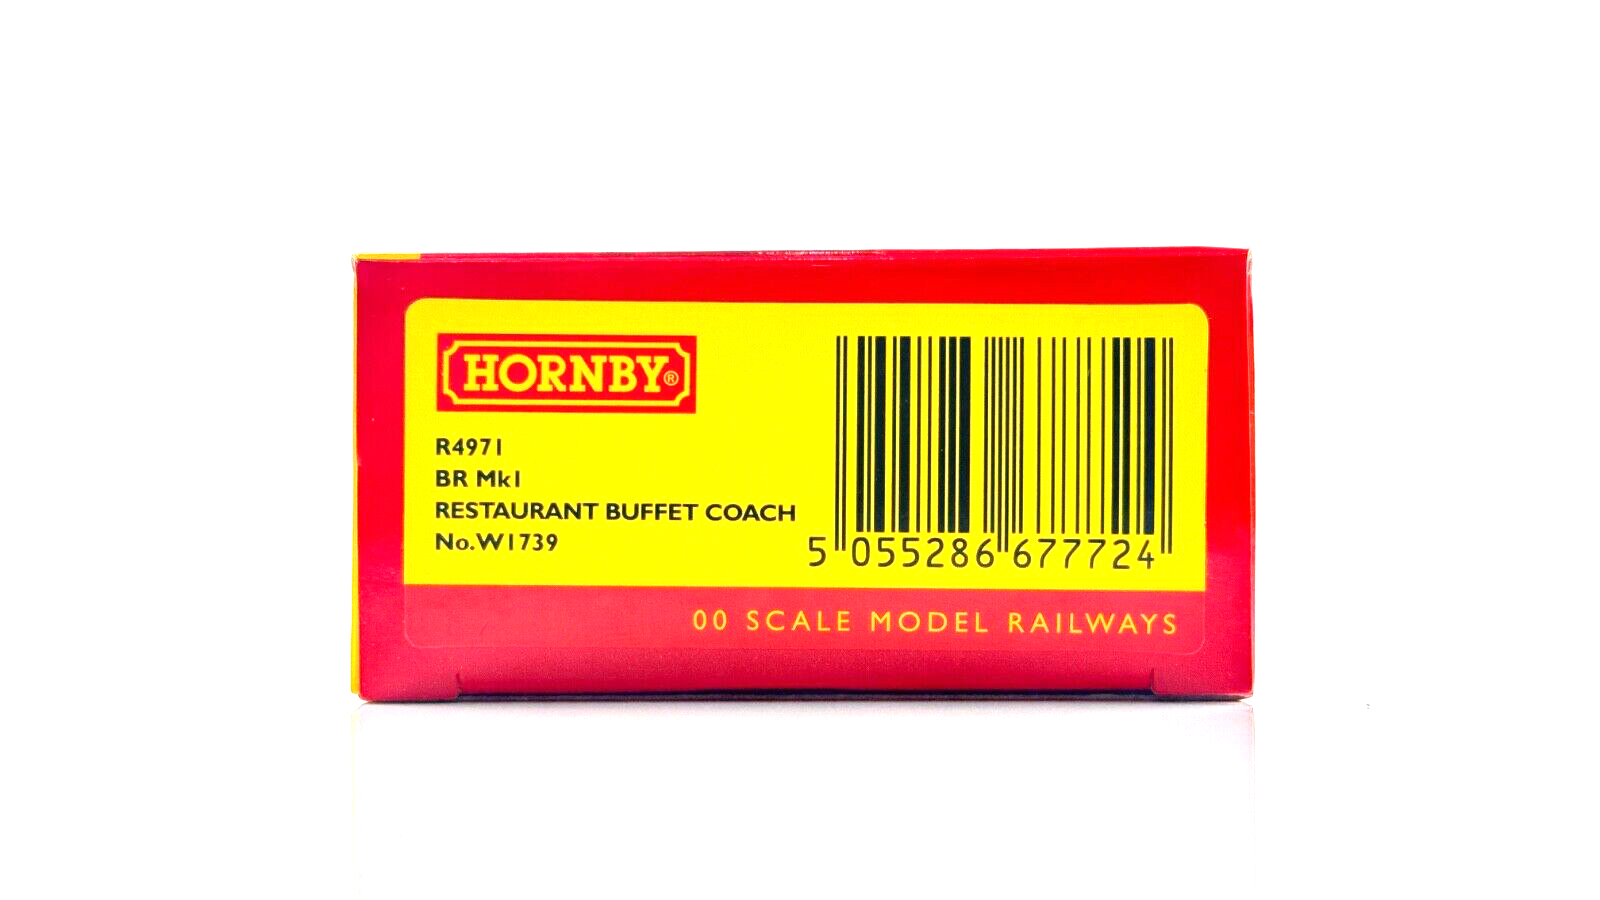 HORNBY®
R4971
BR Mk1
RESTAURANT BUFFET COACH
No.W1739
5 055286 677724
00 SCALE MODEL RAILWAYS